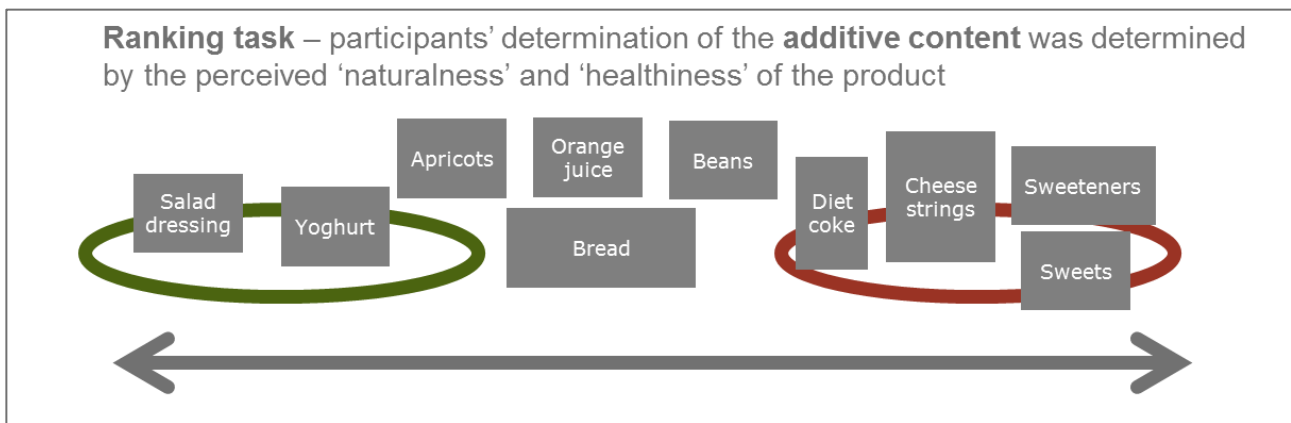 Ranking task – participants’ determination of the additive content was determined
by the perceived ‘naturalness’ and ‘healthiness’ of the product
Salad
dressing
Yoghurt
Apricots
Orange
juice
Beans
Bread
Diet
coke
Cheese
strings
Sweeteners
Sweets